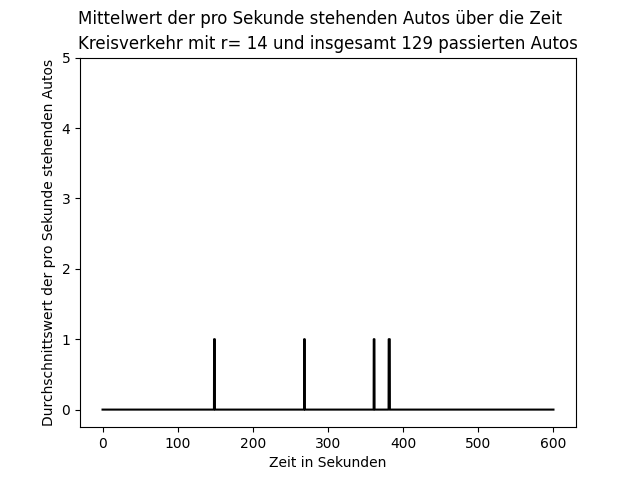 Mittelwert der pro Sekunde stehenden Autos über die Zeit
Kreisverkehr mit r= 14 und insgesamt 129 passierten Autos
Durchschnittswert der pro Sekunde stehenden Autos
5
4
3
2
1
0
0 100 200 300 400 500 600
Zeit in Sekunden